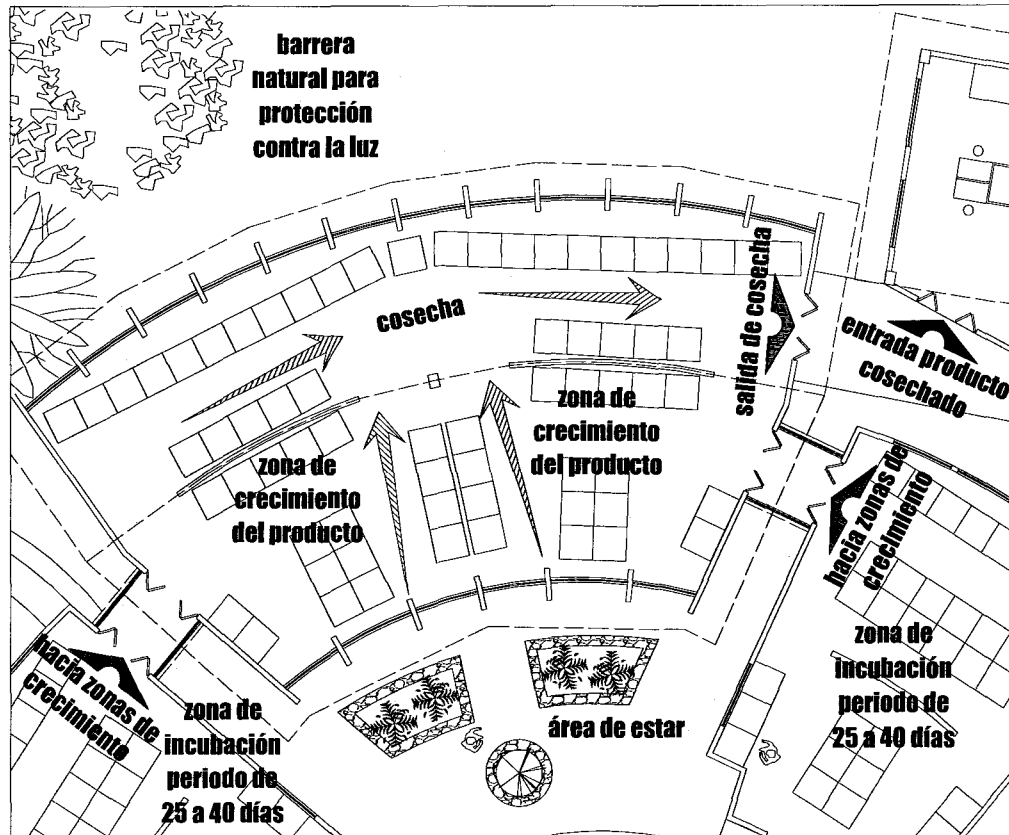 barrera
natural para
protección
contra la luz
cosecha
salida de cosecha
entrada producto
cosechado
zona de
crecimiento
del producto
zona de
crecimiento
del producto
hacia zonas de
crecimiento
hacia zonas de
crecimiento
zona de
incubación
periodo de
25 a 40 días
área de estar
zona de
incubación
periodo de
25 a 40 días